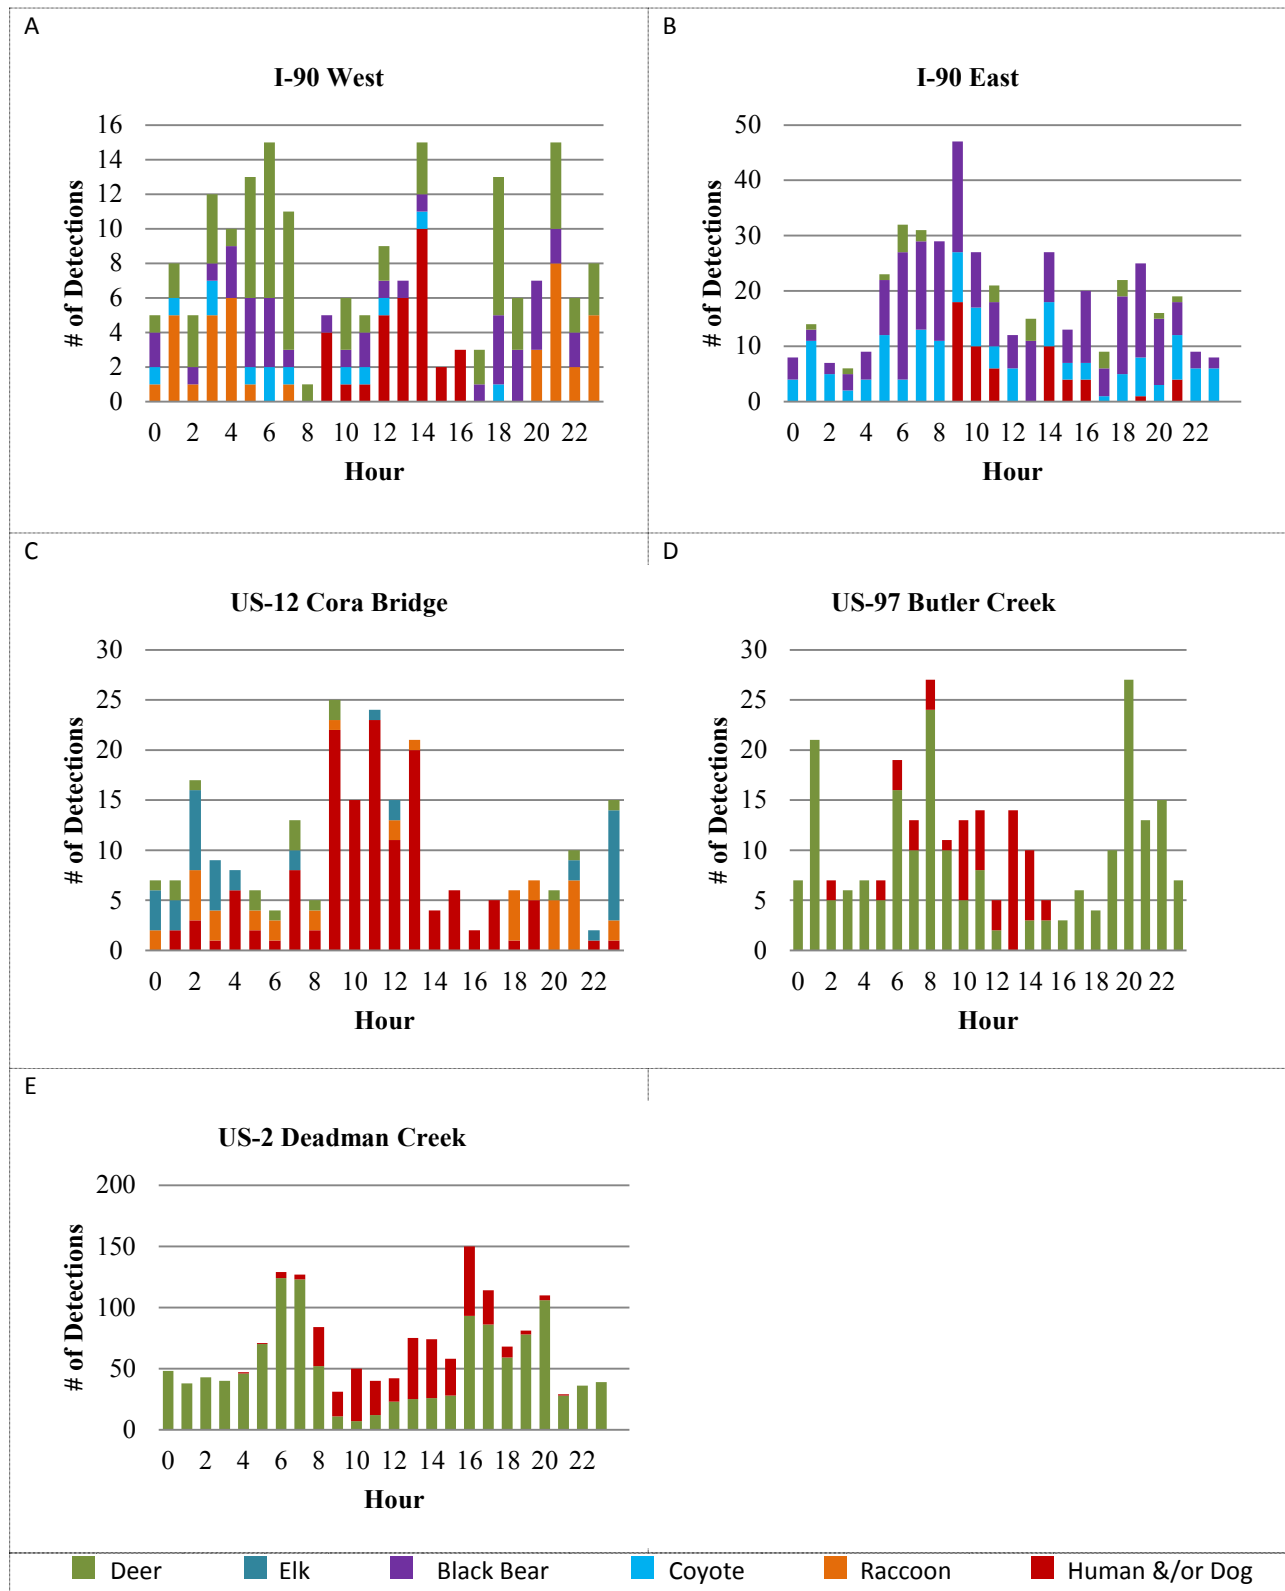 A
I-90 West
16
14
12
10
8
6
4
2
0
# of Detections
0 2 4 6 8 10 12 14 16 18 20 22
Hour
B
I-90 East
50
40
30
20
10
0
# of Detections
0 2 4 6 8 10 12 14 16 18 20 22
Hour
C
US-12 Cora Bridge
30
25
20
15
10
5
0
# of Detections
0 2 4 6 8 10 12 14 16 18 20 22
Hour
D
US-97 Butler Creek
30
25
20
15
10
5
0
# of Detections
0 2 4 6 8 10 12 14 16 18 20 22
Hour
E
US-2 Deadman Creek
200
150
100
50
0
# of Detections
0 2 4 6 8 10 12 14 16 18 20 22
Hour
Deer Elk Black Bear Coyote Raccoon Human &/or Dog